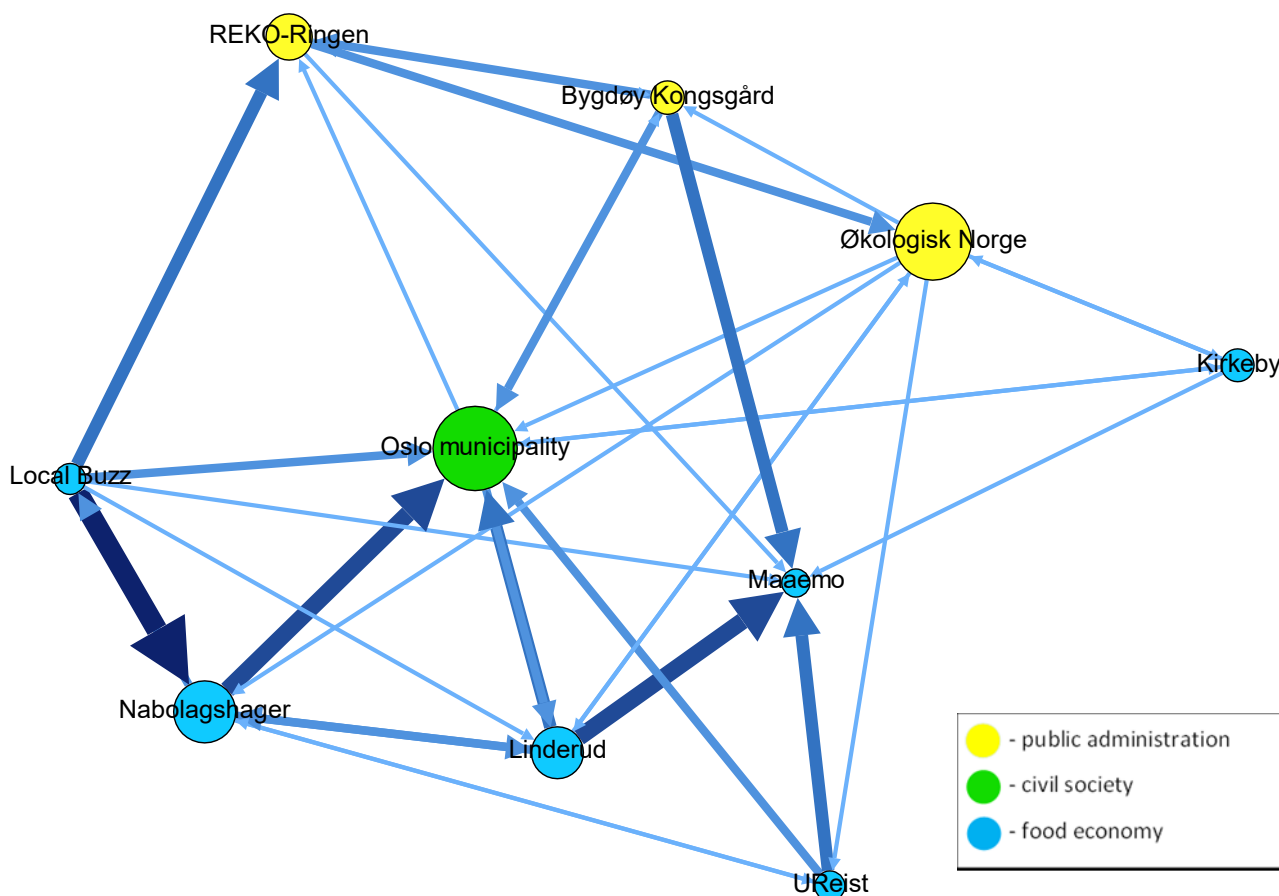 REKO-Ringen
Bygdøy Kongsgård
Økologisk Norge
Kirkeby
Oslo municipality
Local Buzz
Maaemo
Nabolagshager
Linderud
UReist
- public administration
- civil society
- food economy